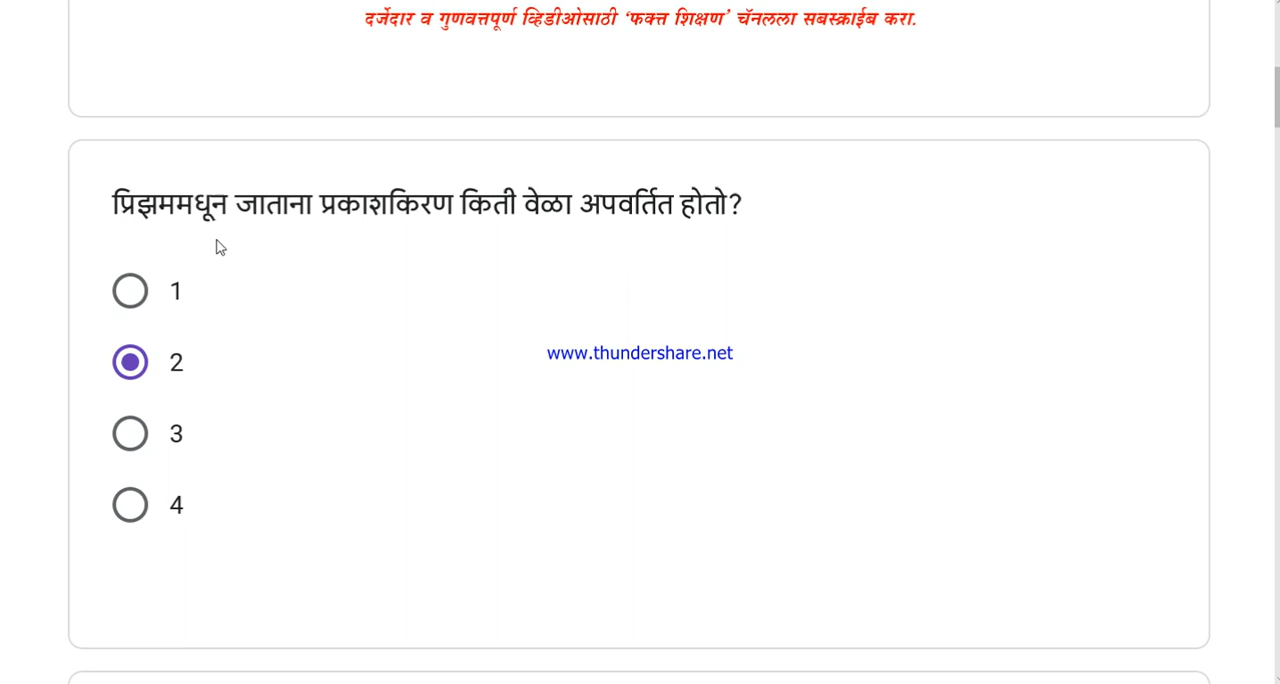 दर्जेदार व गुणवत्तपूर्ण व्हिडीओसाठी ‘फक्त शिक्षण’ चॅनलला सबस्क्राईब करा.
प्रिझममधून जाताना प्रकाशकिरण किती वेळा अपवर्तित होतो?
1
2
www.thundershare.net
3
4